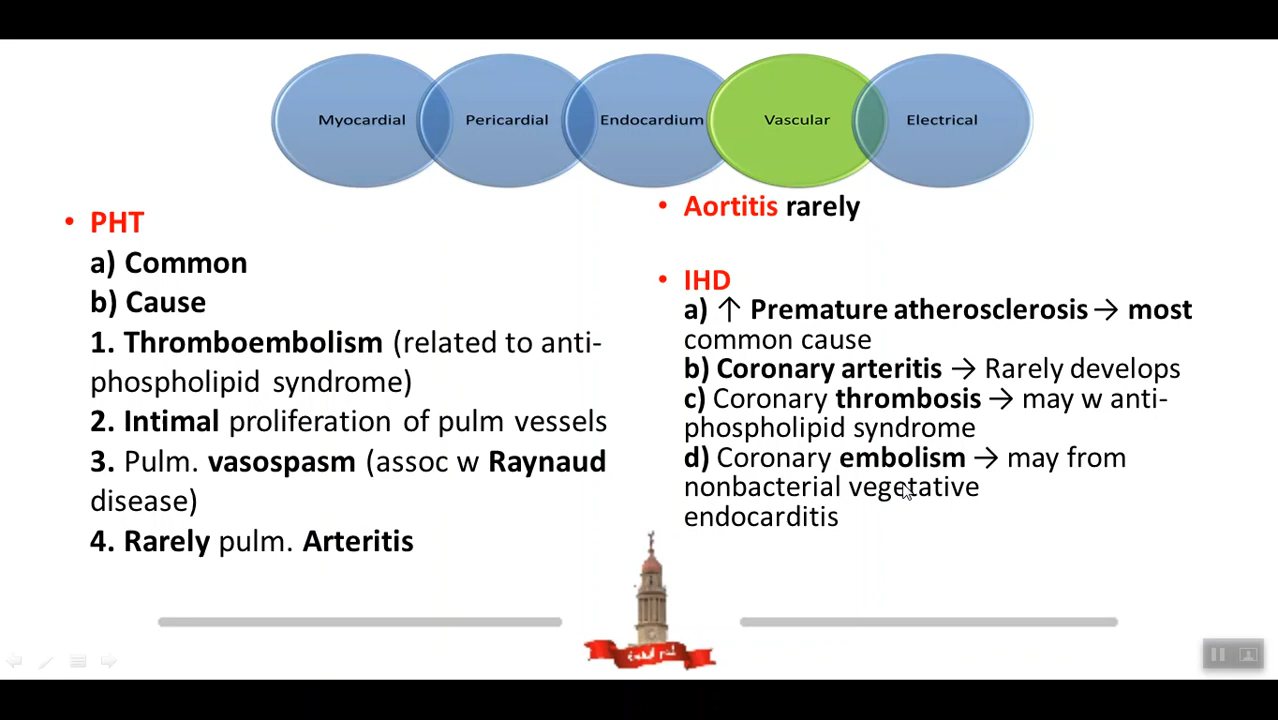 Myocardial
Pericardial
Endocardium
Vascular
Electrical
• PHT
a) Common
b) Cause
1. Thromboembolism (related to anti-
phospholipid syndrome)
2. Intimal proliferation of pulm vessels
3. Pulm. vasospasm (assoc w Raynaud
disease)
4. Rarely pulm. Arteritis
• Aortitis rarely
• IHD
a) ↑ Premature atherosclerosis → most
common cause
b) Coronary arteritis → Rarely develops
c) Coronary thrombosis → may w anti-
phospholipid syndrome
d) Coronary embolism → may from
nonbacterial vegetative
endocarditis